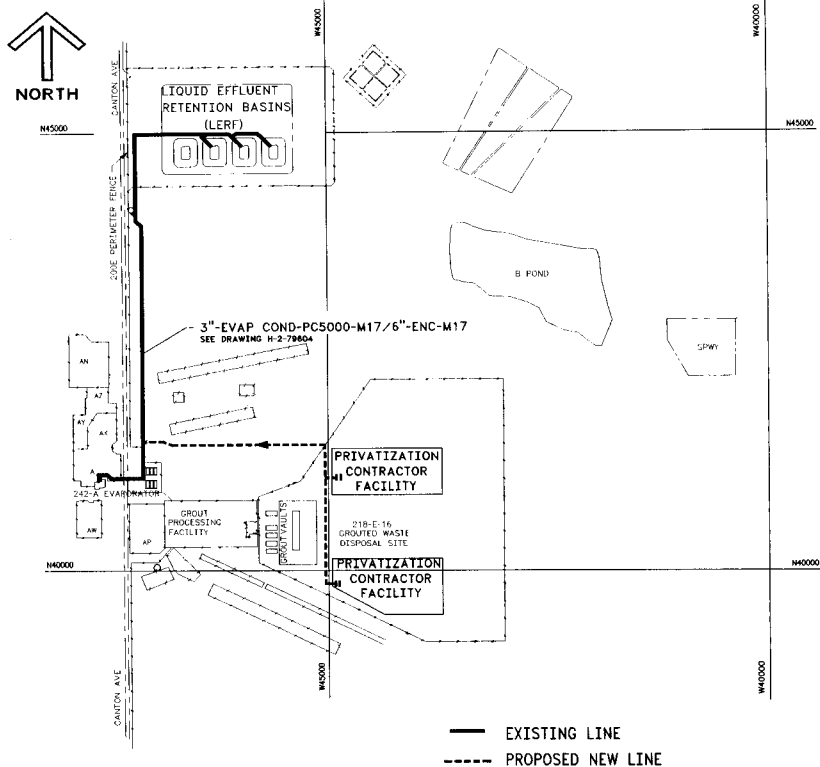 W45000
W40000
NORTH
CANTON AVE
LIQUID EFFLUENT
RETENTION BASINS
(LERF)
N45000
N45000
200E PERIMETER FENCE
B POND
3"-EVAP COND-PC5000-M17/6"-ENC-M17
SEE DRAWING H-2-79604
GPWY
AN
AZ
AY
AX
A
PRIVATIZATION
CONTRACTOR
FACILITY
242-A EVAPORATOR
AW
AP
GROUT
PROCESSING
FACILITY
GROUT VAULTS
218-E-16
GROUTED WASTE
DISPOSAL SITE
PRIVATIZATION
CONTRACTOR
FACILITY
N40000
N40000
CANTON AVE
W45000
W40000
EXISTING LINE
PROPOSED NEW LINE